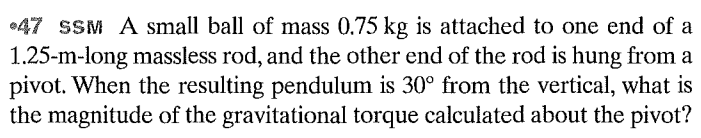 •47 SSM A small ball of mass 0.75 kg is attached to one end of a
1.25-m-long massless rod, and the other end of the rod is hung from a
pivot. When the resulting pendulum is 30° from the vertical, what is
the magnitude of the gravitational torque calculated about the pivot?